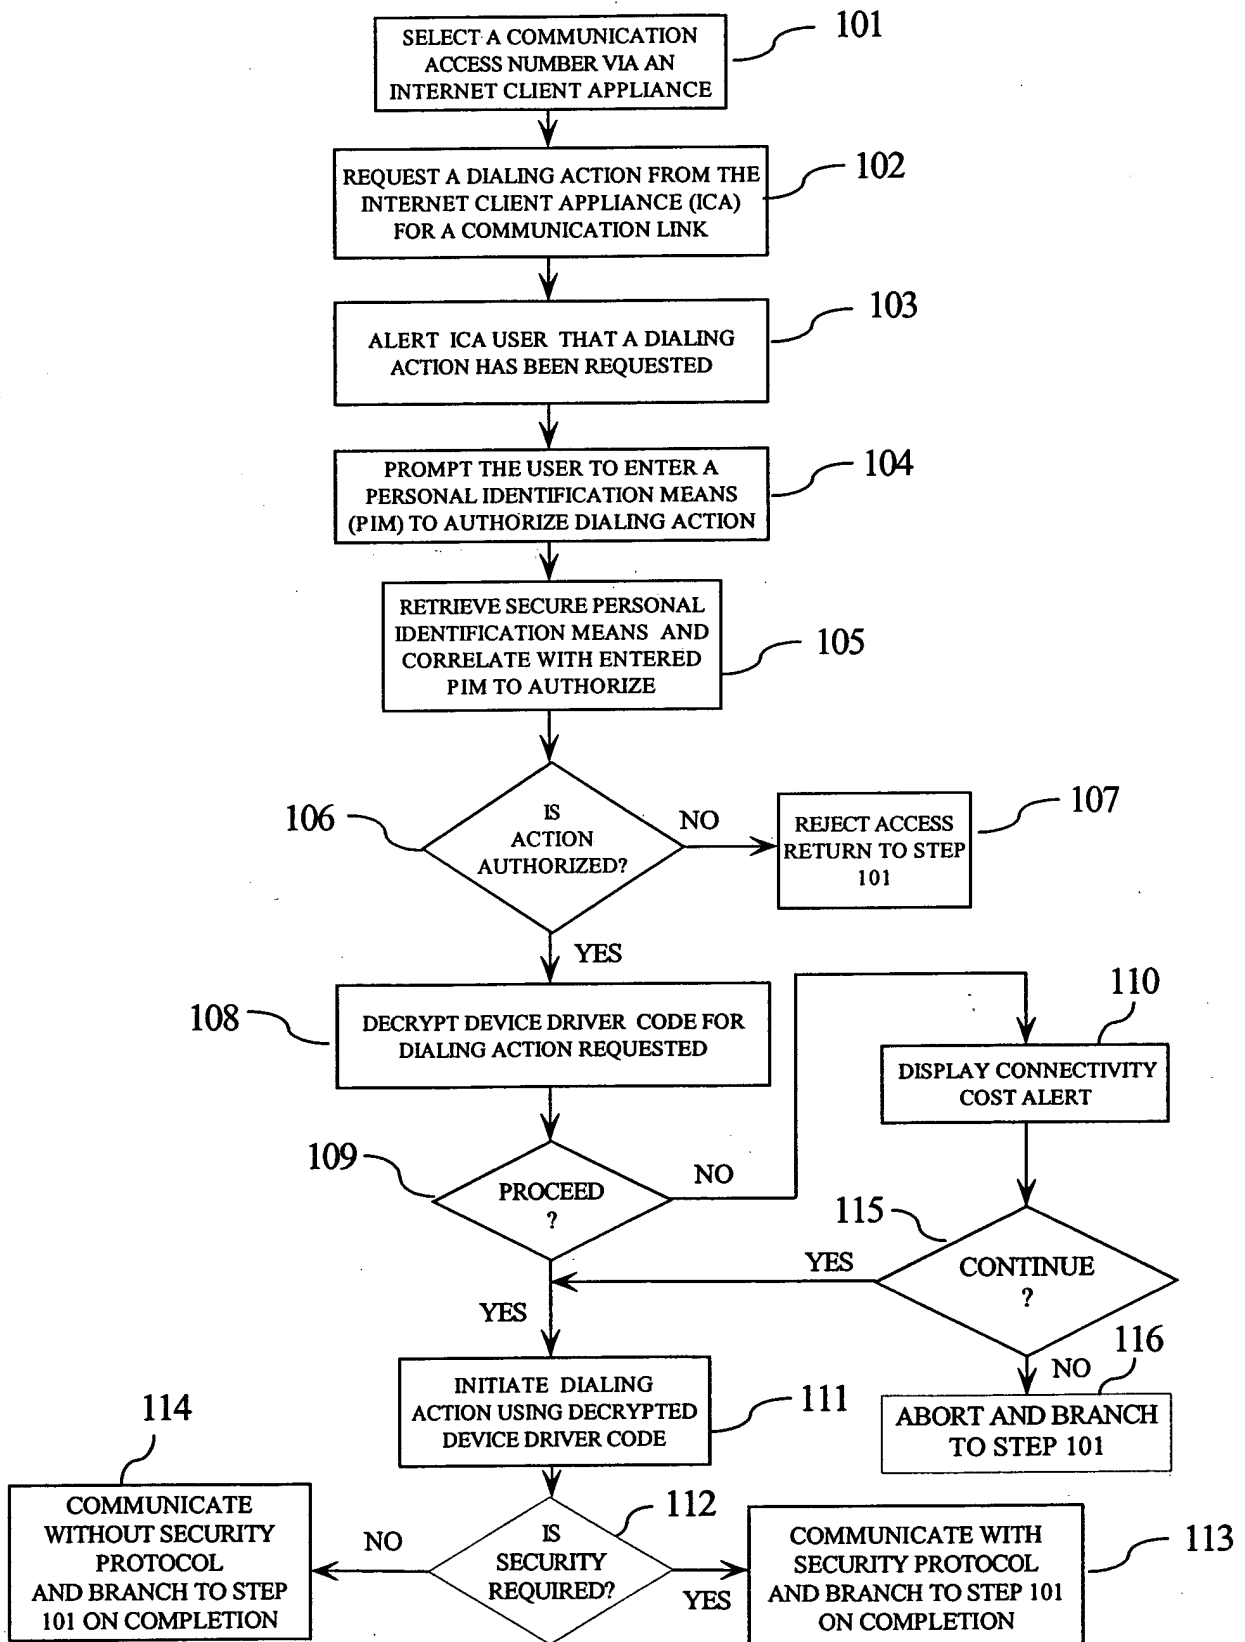 SELECT A COMMUNICATION
ACCESS NUMBER VIA AN
INTERNET CLIENT APPLIANCE
101
REQUEST A DIALING ACTION FROM THE
INTERNET CLIENT APPLIANCE (ICA)
FOR A COMMUNICATION LINK
102
ALERT ICA USER THAT A DIALING
ACTION HAS BEEN REQUESTED
103
PROMPT THE USER TO ENTER A
PERSONAL IDENTIFICATION MEANS
(PIM) TO AUTHORIZE DIALING ACTION
104
RETRIEVE SECURE PERSONAL
IDENTIFICATION MEANS AND
CORRELATE WITH ENTERED
PIM TO AUTHORIZE
105
106
IS
ACTION
AUTHORIZED?
NO
REJECT ACCESS
RETURN TO STEP
101
107
YES
108
DECRYPT DEVICE DRIVER CODE FOR
DIALING ACTION REQUESTED
110
DISPLAY CONNECTIVITY
COST ALERT
109
PROCEED
?
NO
115
CONTINUE
?
YES
YES
NO
116
ABORT AND BRANCH
TO STEP 101
INITIATE DIALING
ACTION USING DECRYPTED
DEVICE DRIVER CODE
111
114
COMMUNICATE
WITHOUT SECURITY
PROTOCOL
AND BRANCH TO STEP
101 ON COMPLETION
NO
IS
SECURITY
REQUIRED?
112
YES
COMMUNICATE WITH
SECURITY PROTOCOL
AND BRANCH TO STEP 101
ON COMPLETION
113